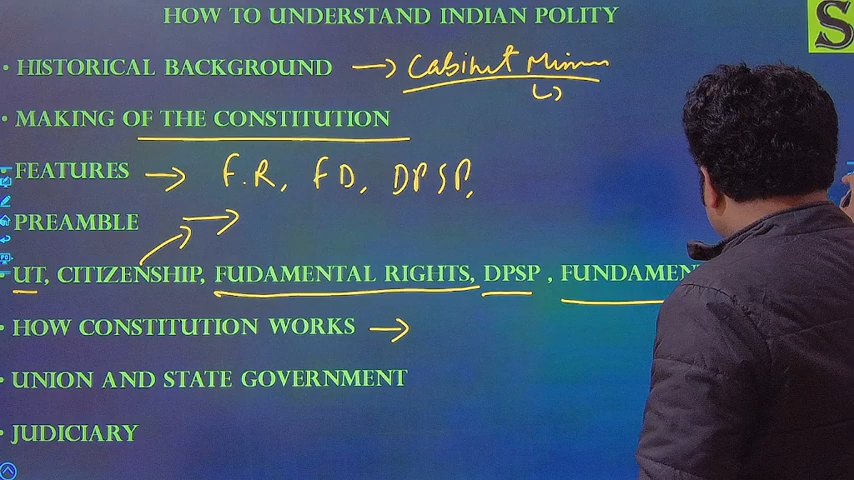 HOW TO UNDERSTAND INDIAN POLITY
S
• HISTORICAL BACKGROUND → Cabinet
• MAKING OF THE CONSTITUTION
• FEATURES → F.R, FD, DPSP,
PREAMBLE
• UT, CITIZENSHIP, FUDAMENTAL RIGHTS, DPSP , FUNDAMEN
• HOW CONSTITUTION WORKS →
• UNION AND STATE GOVERNMENT
• JUDICIARY